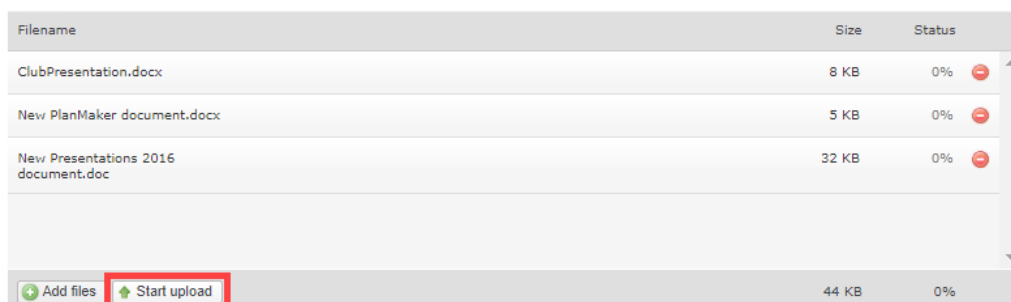 Filename Size Status
ClubPresentation.docx 8 KB 0%
New PlanMaker document.docx 5 KB 0%
New Presentations 2016 32 KB 0%
document.doc
Add files Start upload 44 KB 0%